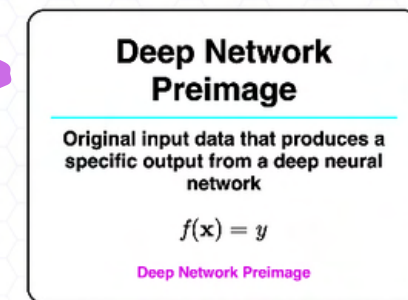 Deep Network
Preimage
Original input data that produces a
specific output from a deep neural
network
f(x) = y
Deep Network Preimage